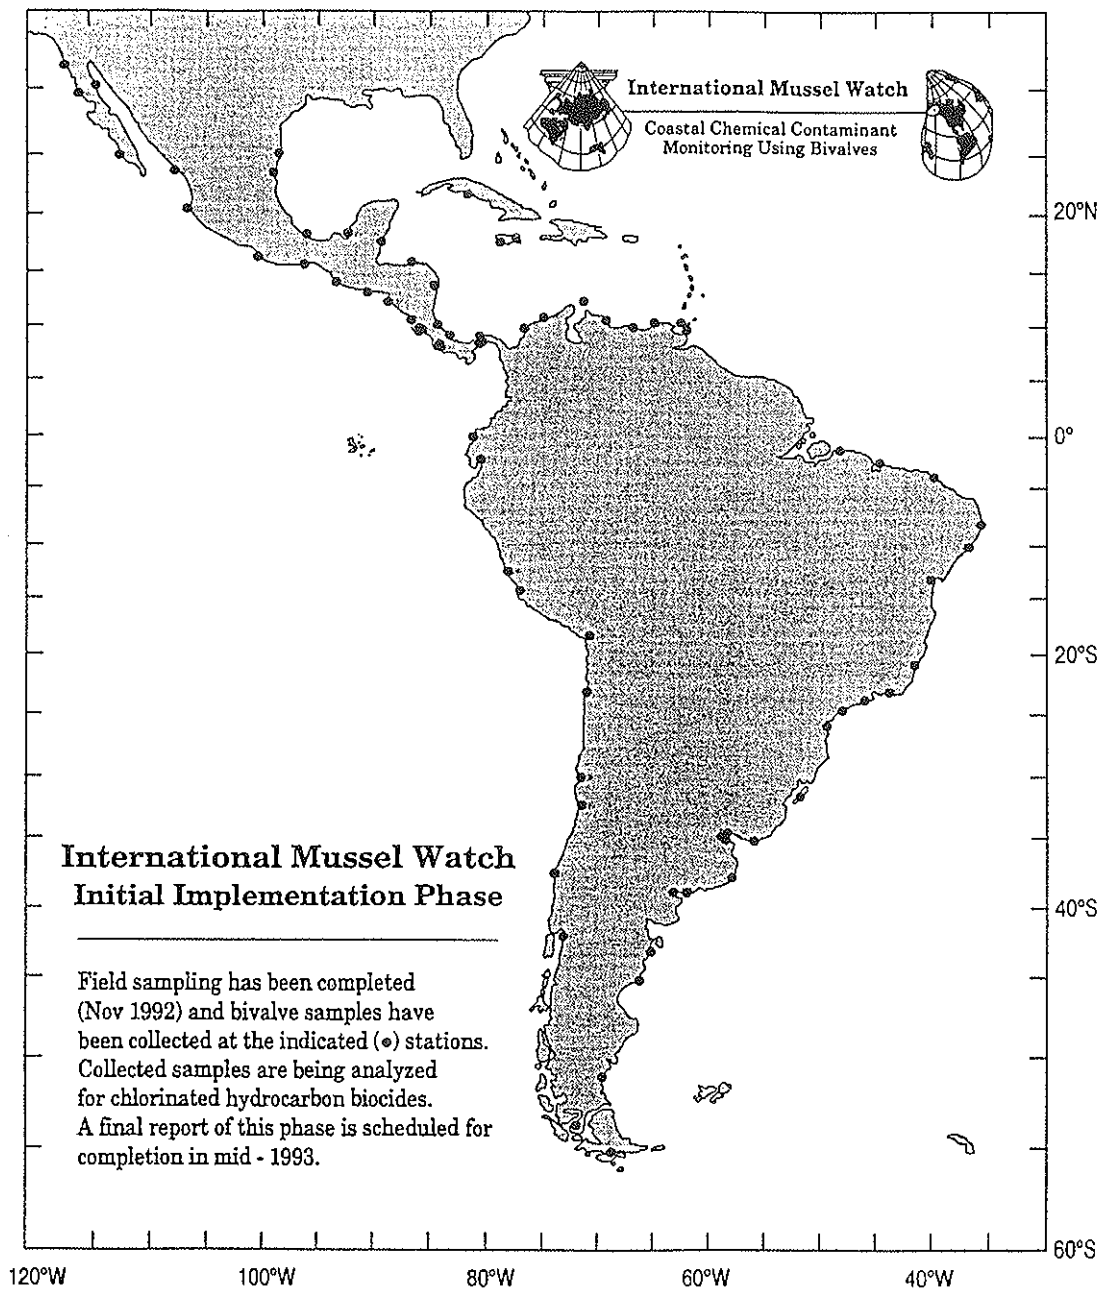 International Mussel Watch
Coastal Chemical Contaminant
Monitoring Using Bivalves
20°N
0°
20°S
International Mussel Watch
Initial Implementation Phase
40°S
Field sampling has been completed
(Nov 1992) and bivalve samples have
been collected at the indicated (●) stations.
Collected samples are being analyzed
for chlorinated hydrocarbon biocides.
A final report of this phase is scheduled for
completion in mid - 1993.
60°S
120°W 100°W 80°W 60°W 40°W